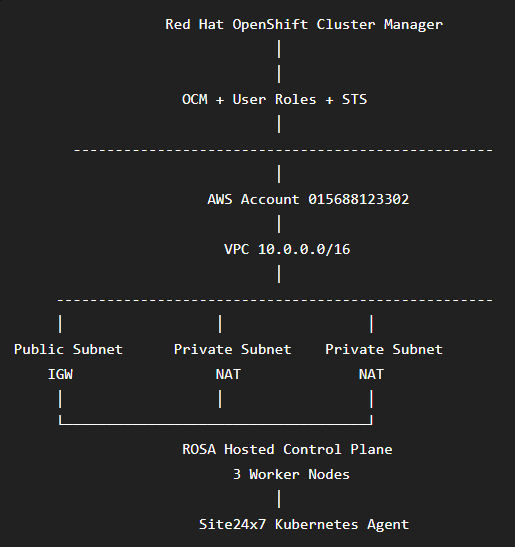 Red Hat OpenShift Cluster Manager
OCM + User Roles + STS
AWS Account 015688123302
VPC 10.0.0.0/16
Public Subnet Private Subnet Private Subnet
IGW NAT NAT
ROSA Hosted Control Plane
3 Worker Nodes
Site24x7 Kubernetes Agent